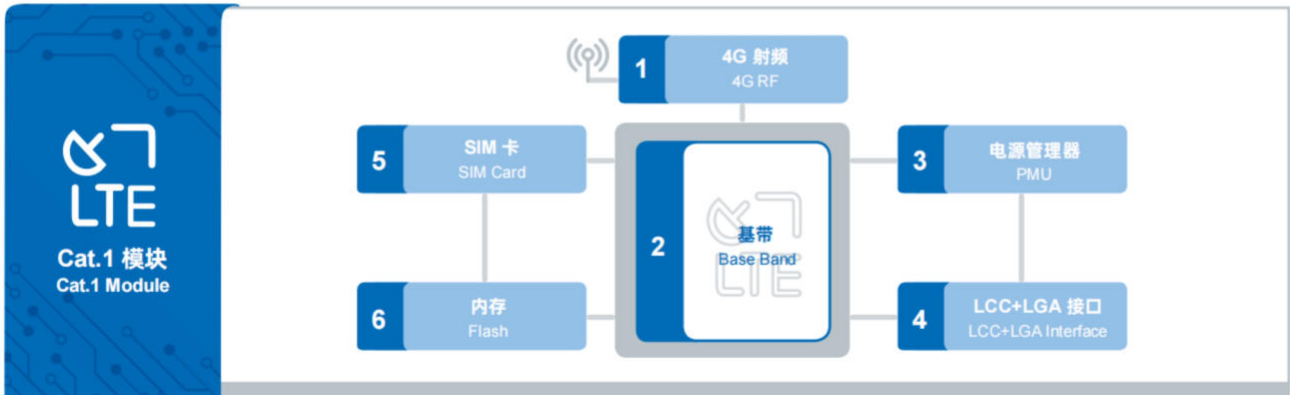 LTE
Cat.1 模块
Cat.1 Module
1
4G 射频
4G RF
5
SIM 卡
SIM Card
2
LTE
基带
Base Band
3
电源管理器
PMU
6
内存
Flash
4
LCC+LGA 接口
LCC+LGA Interface